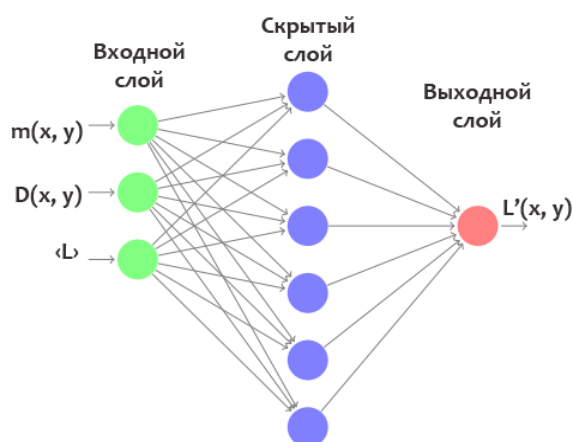 Входной
слой
Скрытый
слой
Выходной
слой
m(x, y)
D(x, y)
‹L›
L’(x, y)